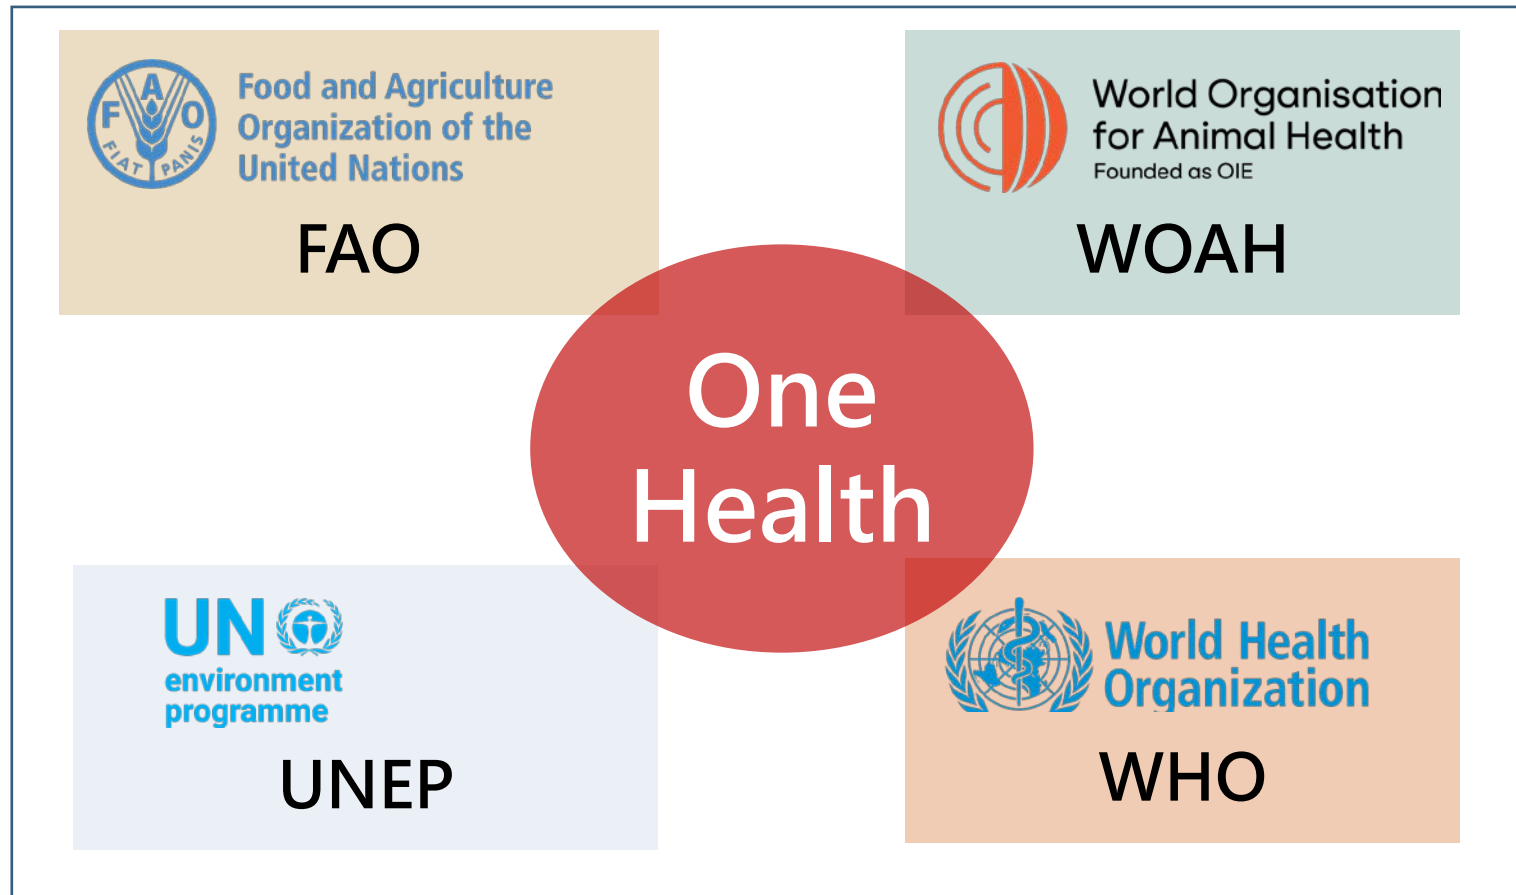 FAO
FIAT PANIS
Food and Agriculture
Organization of the
United Nations
FAO
World Organisation
for Animal Health
Founded as OIE
WOAH
One
Health
UN
environment
programme
UNEP
World Health
Organization
WHO